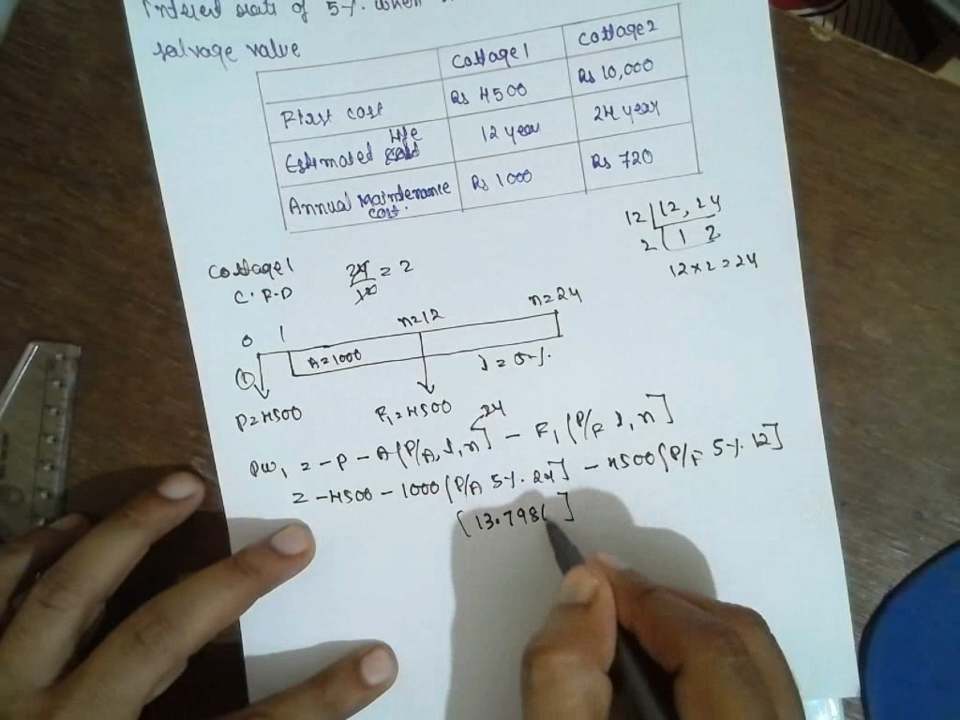 Interest rate of 5%. when
salvage value
Cottage1 Cottage2
First cost Rs 4500 Rs 10,000
Estimated life 12 year 24 year
Annual Maintenance cost. Rs 1000 Rs 720
12 | 12, 24
2 | 1 2
12×2=24
Cottage1
C.F.D
24/12 = 2
0 1 n=12 n=24
A=1000
i=5%.
P=4500 F1=4500
PW1 = -P - A[P/A, i, n] 24 - F1[P/F i, n]
= -4500 - 1000[P/A 5%. 24] - 4500[P/F 5%. 12]
[13.798 ]